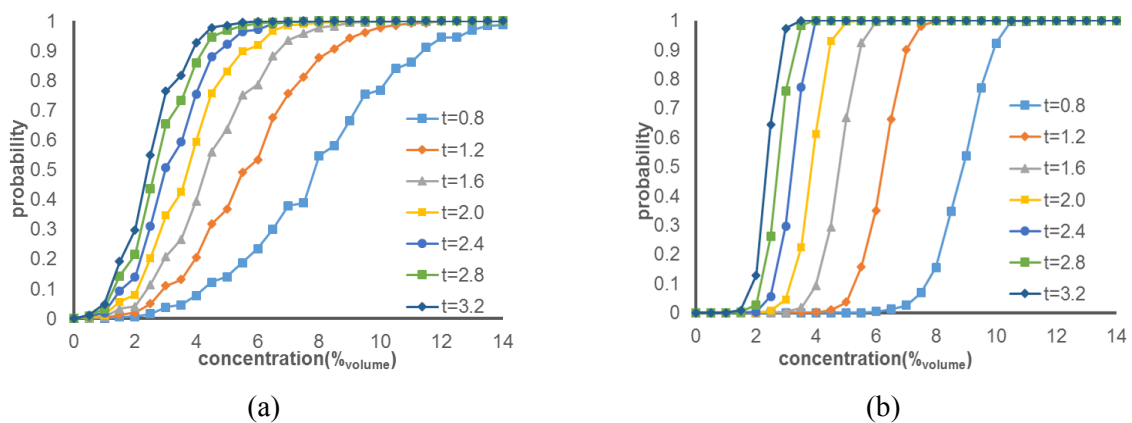 1
0.9
0.8
0.7
0.6
0.5
0.4
0.3
0.2
0.1
0
probability
t=0.8
t=1.2
t=1.6
t=2.0
t=2.4
t=2.8
t=3.2
0 2 4 6 8 10 12 14
concentration(%volume)
(a)
1
0.9
0.8
0.7
0.6
0.5
0.4
0.3
0.2
0.1
0
probability
t=0.8
t=1.2
t=1.6
t=2.0
t=2.4
t=2.8
t=3.2
0 2 4 6 8 10 12 14
concentration(%volume)
(b)